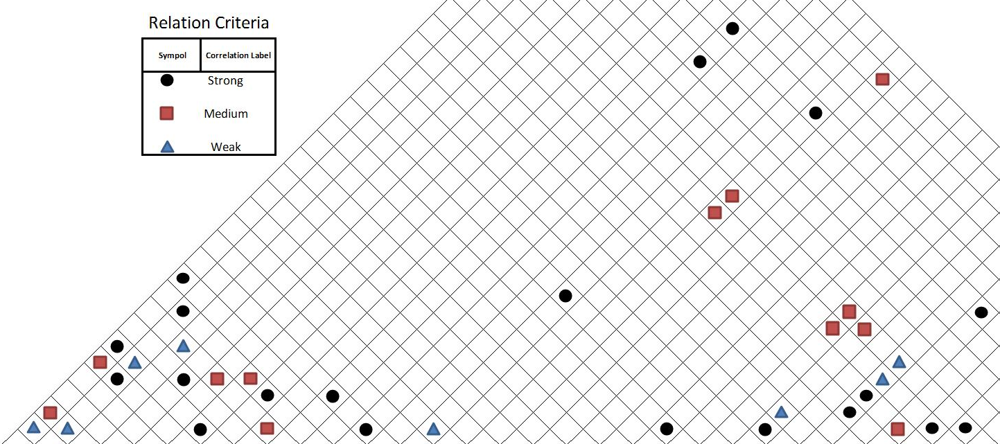 Relation Criteria
Sympol Correlation Label
Strong
Medium
Weak